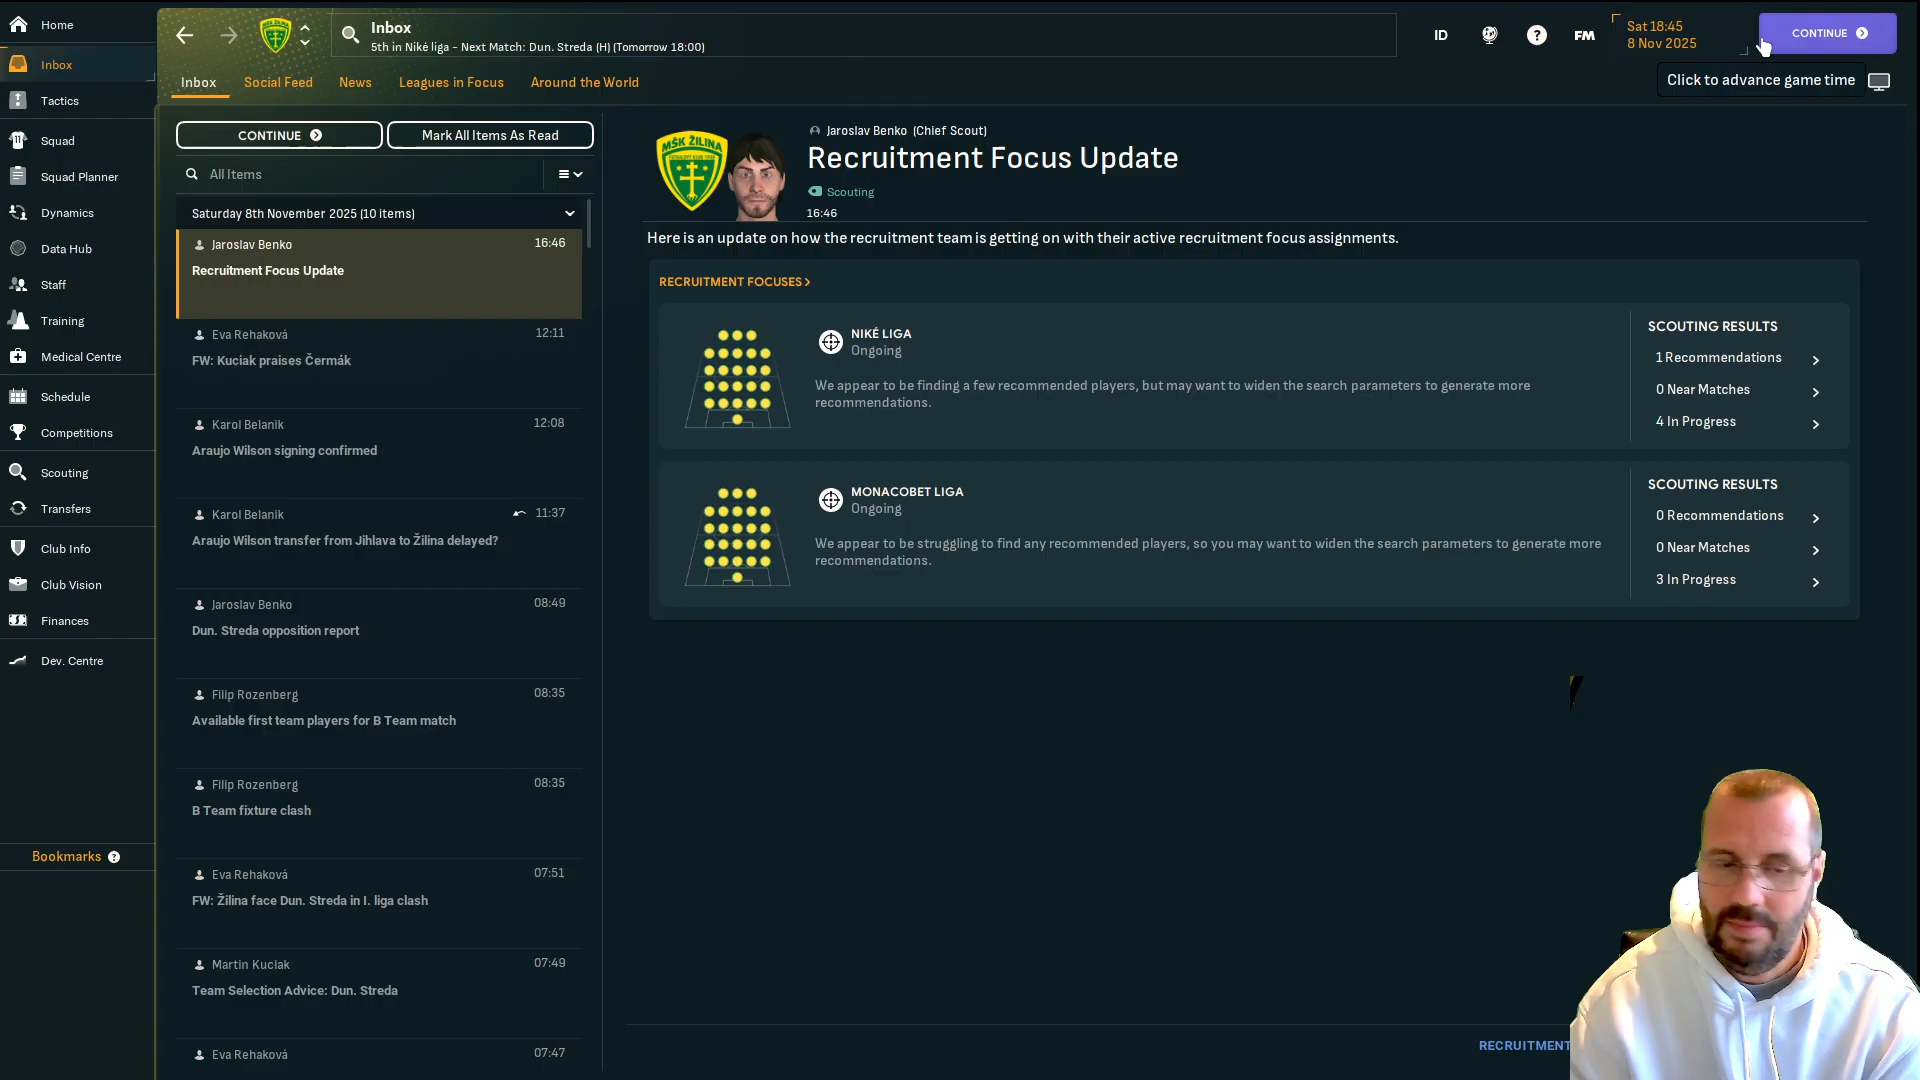 Home
Inbox
Tactics
Squad
Squad Planner
Dynamics
Data Hub
Staff
Training
Medical Centre
Schedule
Competitions
Scouting
Transfers
Club Info
Club Vision
Finances
Dev. Centre
Bookmarks ?
Inbox
5th in Niké liga - Next Match: Dun. Streda (H) (Tomorrow 18:00)
ID
?
FM
Sat 18:45
8 Nov 2025
CONTINUE
Click to advance game time
Inbox
Social Feed
News
Leagues in Focus
Around the World
CONTINUE
Mark All Items As Read
All Items
Saturday 8th November 2025 (10 items)
Jaroslav Benko 16:46
Recruitment Focus Update
Eva Rehaková 12:11
FW: Kuciak praises Čermák
Karol Belanik 12:08
Araujo Wilson signing confirmed
Karol Belanik 11:37
Araujo Wilson transfer from Jihlava to Žilina delayed?
Jaroslav Benko 08:49
Dun. Streda opposition report
Filip Rozenberg 08:35
Available first team players for B Team match
Filip Rozenberg 08:35
B Team fixture clash
Eva Rehaková 07:51
FW: Žilina face Dun. Streda in I. liga clash
Martin Kuciak 07:49
Team Selection Advice: Dun. Streda
Eva Rehaková 07:47
MŠK ŽILINA
Jaroslav Benko (Chief Scout)
Recruitment Focus Update
Scouting
16:46
Here is an update on how the recruitment team is getting on with their active recruitment focus assignments.
RECRUITMENT FOCUSES >
NIKÉ LIGA
Ongoing
We appear to be finding a few recommended players, but may want to widen the search parameters to generate more
recommendations.
SCOUTING RESULTS
1 Recommendations
0 Near Matches
4 In Progress
MONACOBET LIGA
Ongoing
We appear to be struggling to find any recommended players, so you may want to widen the search parameters to generate more
recommendations.
SCOUTING RESULTS
0 Recommendations
0 Near Matches
3 In Progress
RECRUITMENT